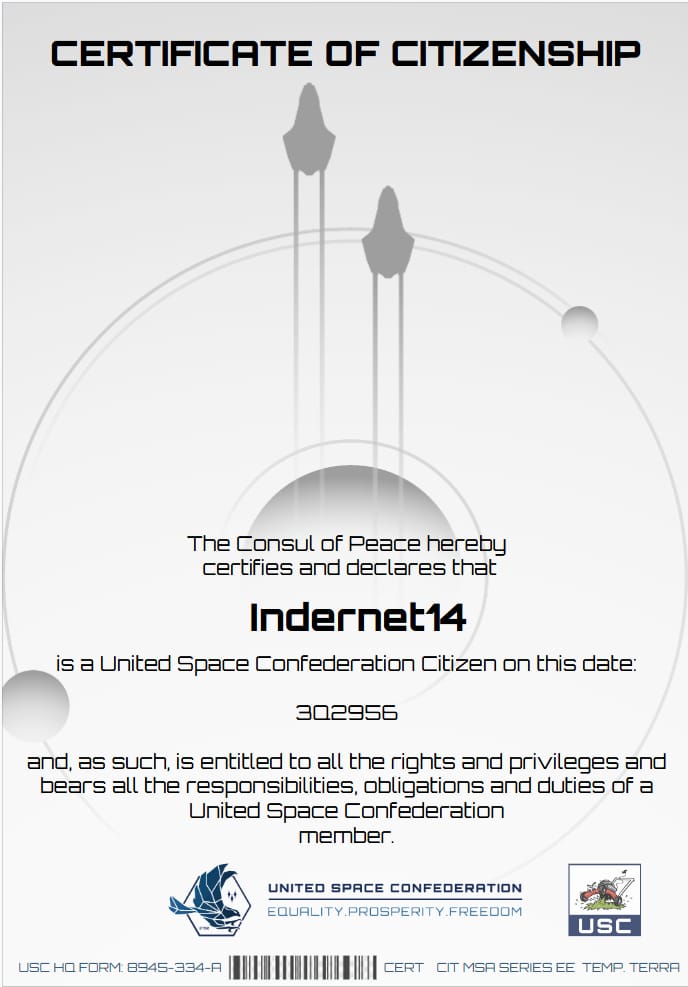 CERTIFICATE OF CITIZENSHIP
The Consul of Peace hereby
certifies and declares that
Indernet14
is a United Space Confederation Citizen on this date:
3Q2956
and, as such, is entitled to all the rights and privileges and
bears all the responsibilities, obligations and duties of a
United Space Confederation
member.
UNITED SPACE CONFEDERATION
EQUALITY.PROSPERITY.FREEDOM
USC
USC HQ FORM: 8945-334-A CERT CIT MSA SERIES EE TEMP. TERRA